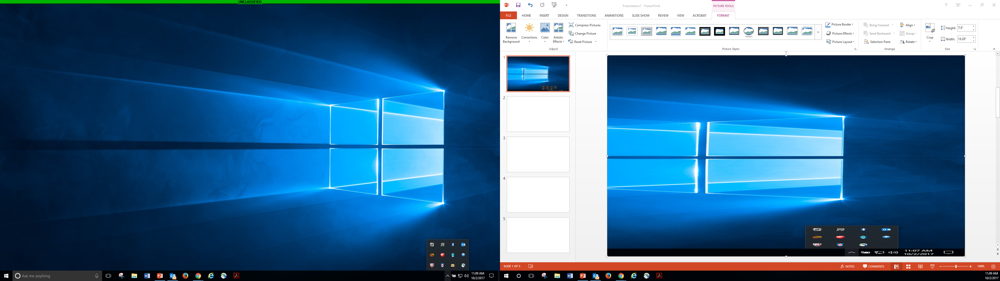 UNCLASSIFIED
Ask me anything
11:09 AM
10/2/2017
Presentation1 - PowerPoint
PICTURE TOOLS
?
FILE HOME INSERT DESIGN TRANSITIONS ANIMATIONS SLIDE SHOW REVIEW VIEW ACROBAT FORMAT
Remove Background
Corrections
Color
Artistic Effects
Compress Pictures
Change Picture
Reset Picture
Adjust
Picture Styles
Picture Border
Picture Effects
Picture Layout
Bring Forward
Send Backward
Selection Pane
Align
Group
Rotate
Arrange
Crop
Height: 7.5"
Width: 13.33"
Size
1
2
3
4
5
11:07 AM
10/2/2017
SLIDE 1 OF 5
NOTES
COMMENTS
108%
11:09 AM
10/2/2017